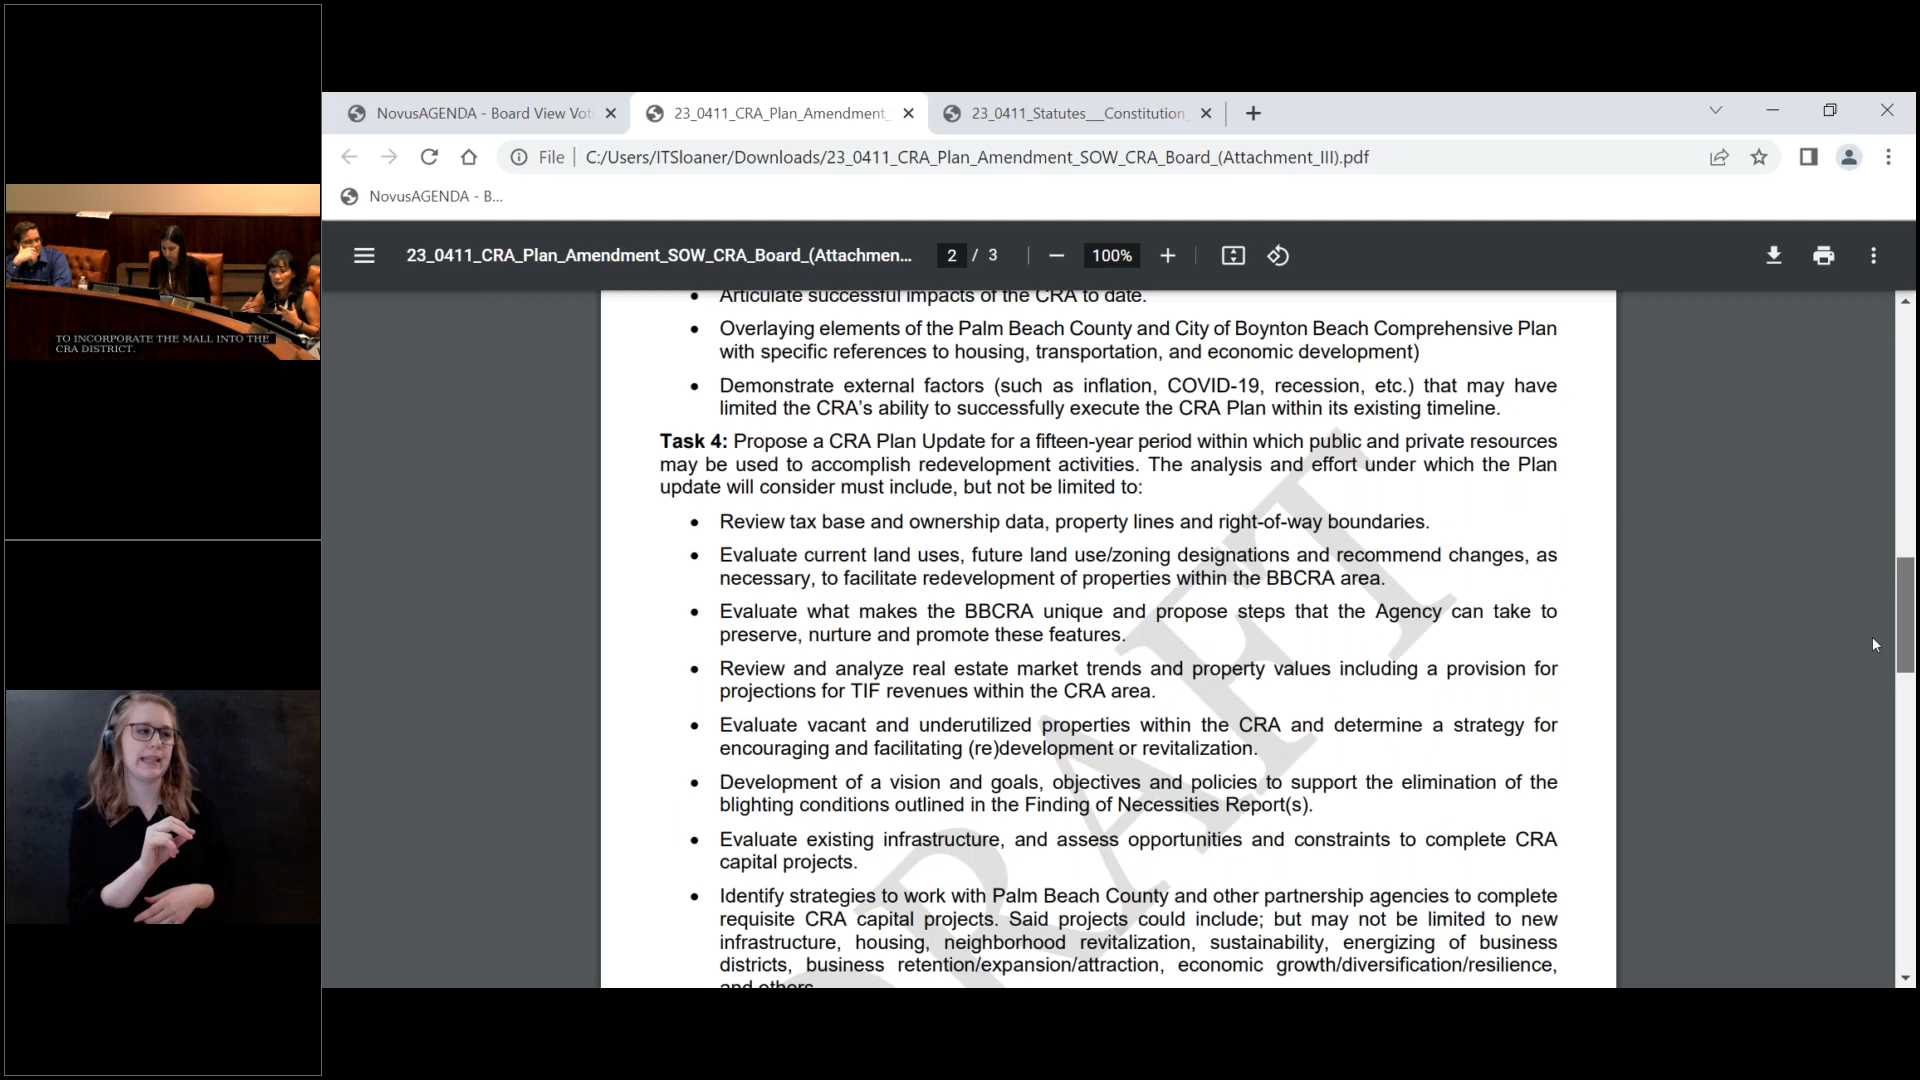 TO INCORPORATE THE MALL INTO THE
CRA DISTRICT.
NovusAGENDA - Board View Vot
23_0411_CRA_Plan_Amendment_
23_0411_Statutes___Constitution_
File
C:/Users/ITSloaner/Downloads/23_0411_CRA_Plan_Amendment_SOW_CRA_Board_(Attachment_III).pdf
NovusAGENDA - B...
23_0411_CRA_Plan_Amendment_SOW_CRA_Board_(Attachmen...
2 / 3
100%
• Articulate successful impacts of the CRA to date.
• Overlaying elements of the Palm Beach County and City of Boynton Beach Comprehensive Plan
with specific references to housing, transportation, and economic development)
• Demonstrate external factors (such as inflation, COVID-19, recession, etc.) that may have
limited the CRA's ability to successfully execute the CRA Plan within its existing timeline.
Task 4: Propose a CRA Plan Update for a fifteen-year period within which public and private resources
may be used to accomplish redevelopment activities. The analysis and effort under which the Plan
update will consider must include, but not be limited to:
• Review tax base and ownership data, property lines and right-of-way boundaries.
• Evaluate current land uses, future land use/zoning designations and recommend changes, as
necessary, to facilitate redevelopment of properties within the BBCRA area.
• Evaluate what makes the BBCRA unique and propose steps that the Agency can take to
preserve, nurture and promote these features.
• Review and analyze real estate market trends and property values including a provision for
projections for TIF revenues within the CRA area.
• Evaluate vacant and underutilized properties within the CRA and determine a strategy for
encouraging and facilitating (re)development or revitalization.
• Development of a vision and goals, objectives and policies to support the elimination of the
blighting conditions outlined in the Finding of Necessities Report(s).
• Evaluate existing infrastructure, and assess opportunities and constraints to complete CRA
capital projects.
• Identify strategies to work with Palm Beach County and other partnership agencies to complete
requisite CRA capital projects. Said projects could include; but may not be limited to new
infrastructure, housing, neighborhood revitalization, sustainability, energizing of business
districts, business retention/expansion/attraction, economic growth/diversification/resilience,
and others.
DRAFT